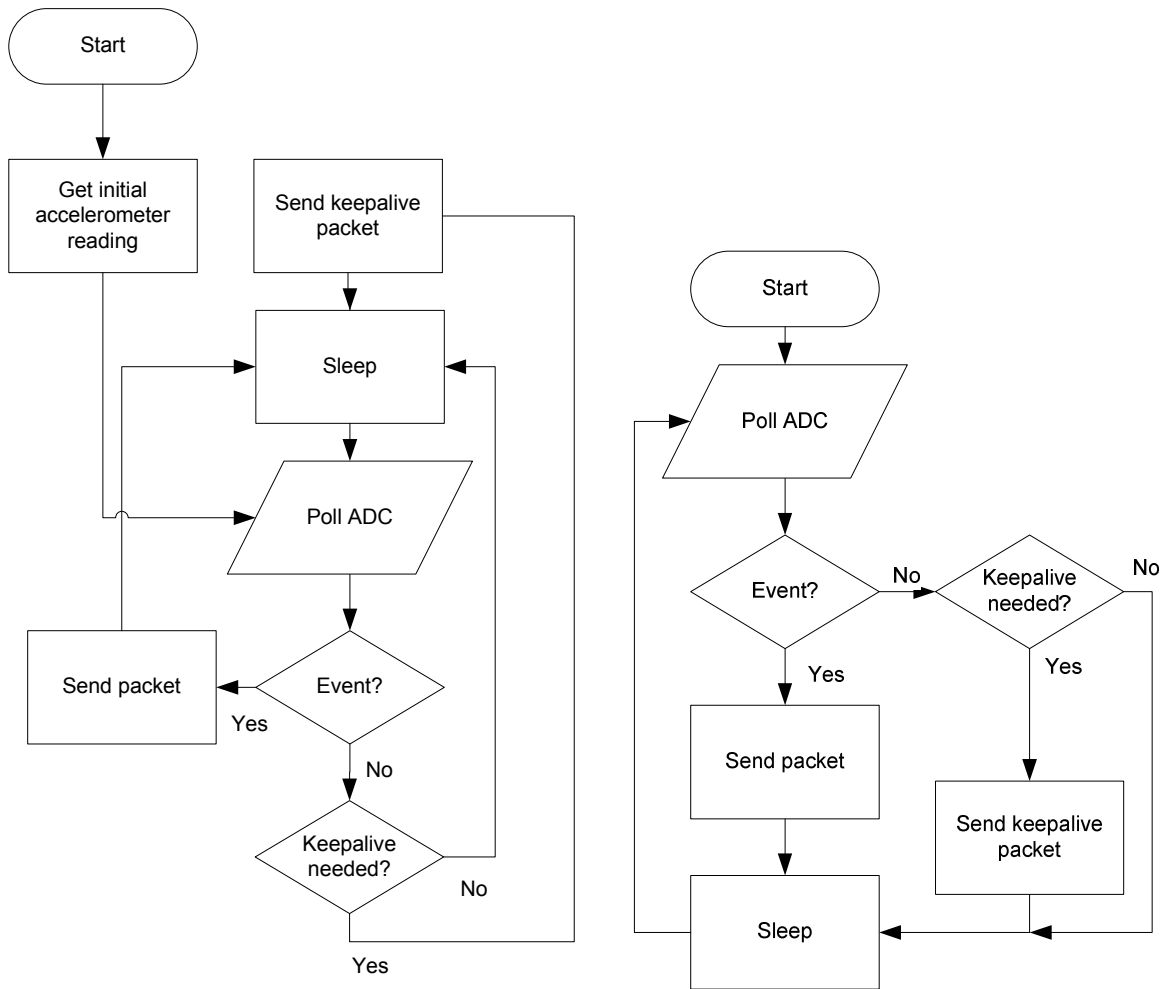 Start
Get initial
accelerometer
reading
Send keepalive
packet
Sleep
Poll ADC
Send packet
Yes
Event?
No
Keepalive
needed?
No
Yes
Start
Poll ADC
Event?
No
Keepalive
needed?
No
Yes
Yes
Send packet
Send keepalive
packet
Sleep